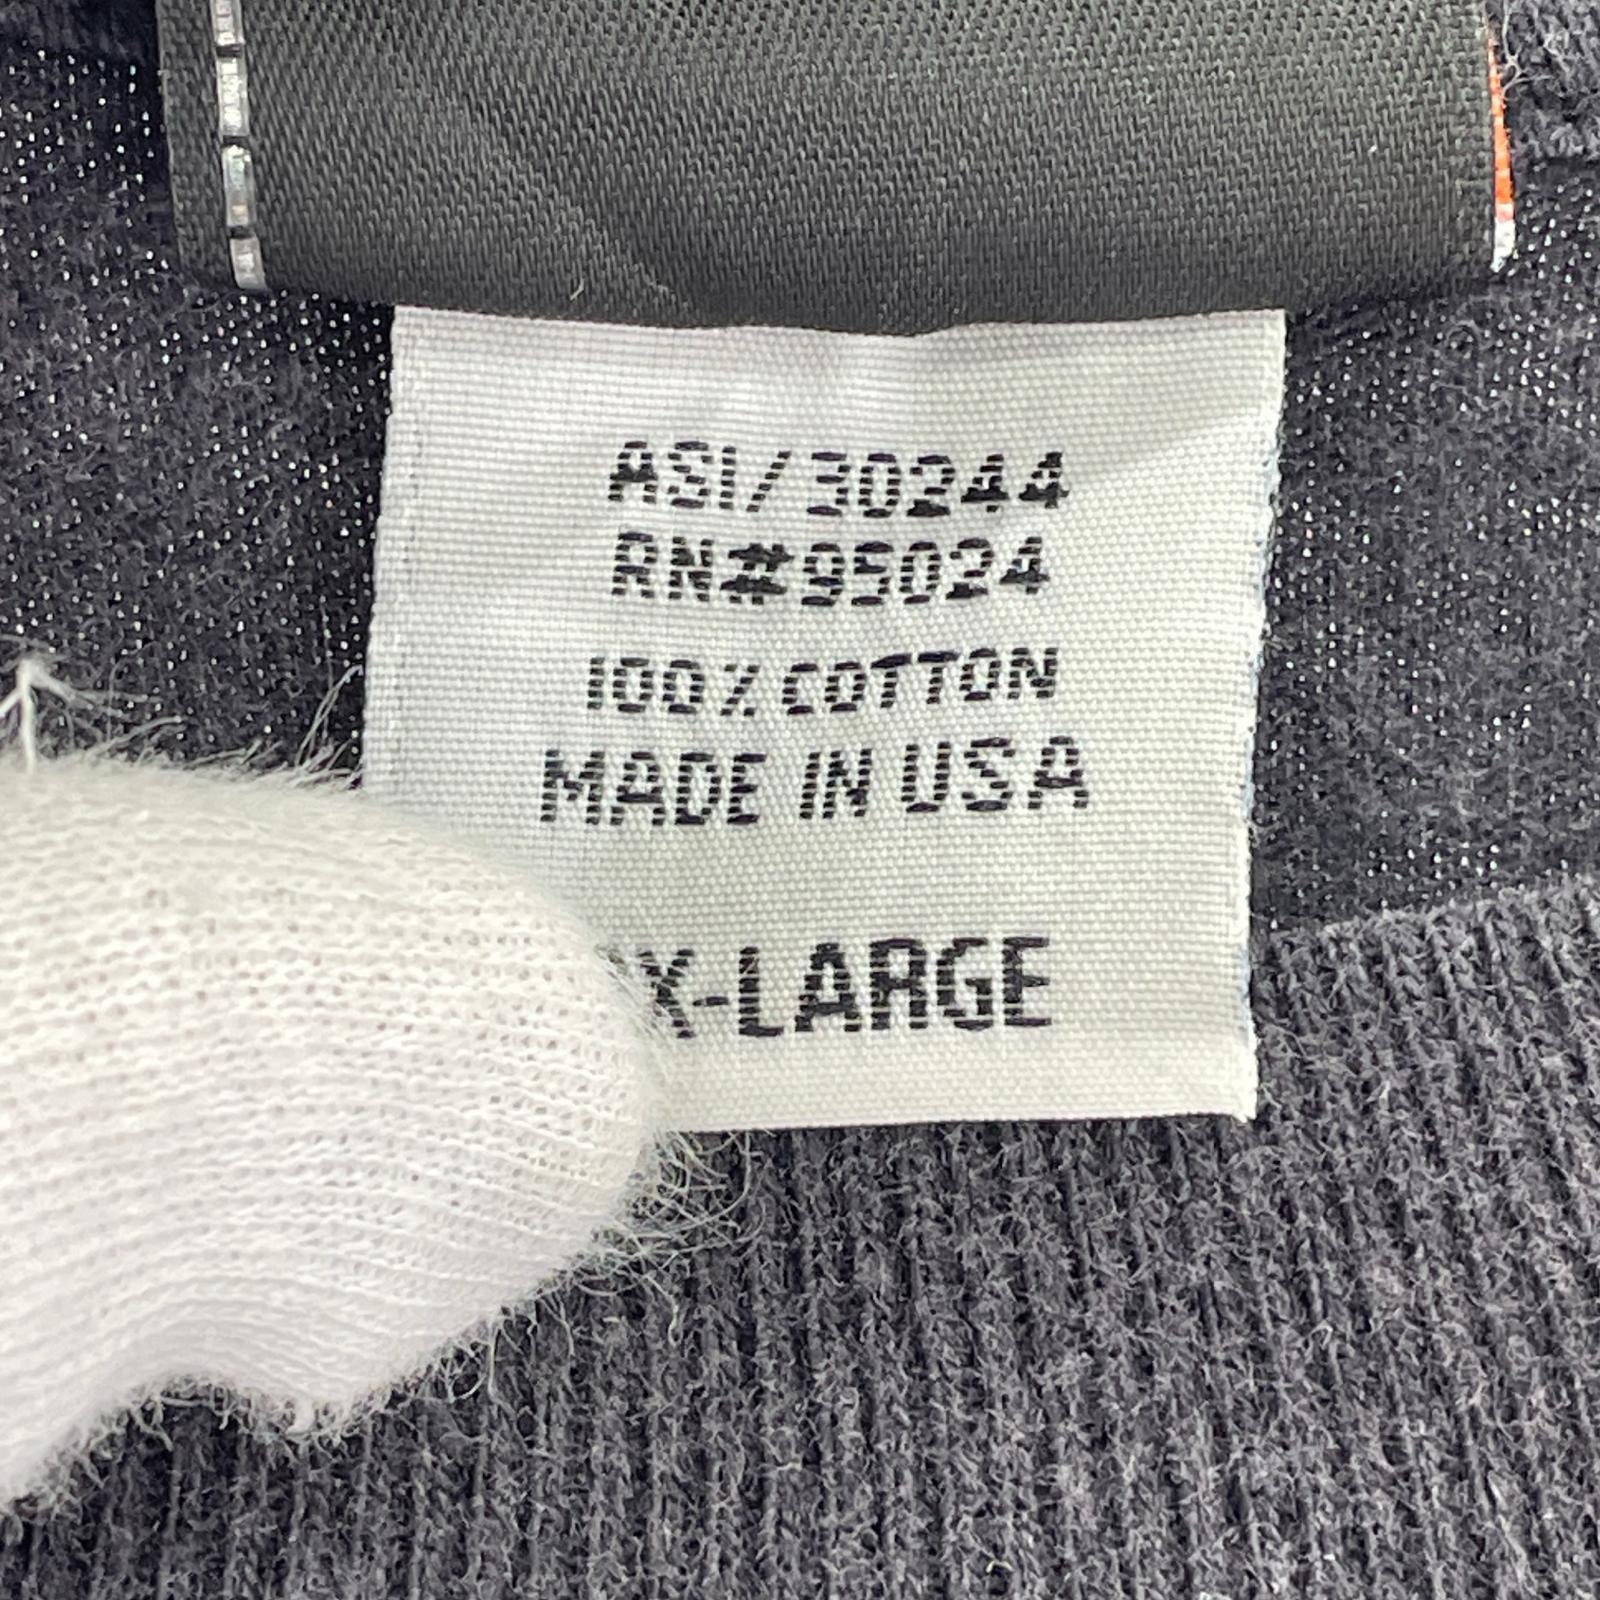 ASI/30244
RN#95024
100% COTTON
MADE IN USA
X-LARGE